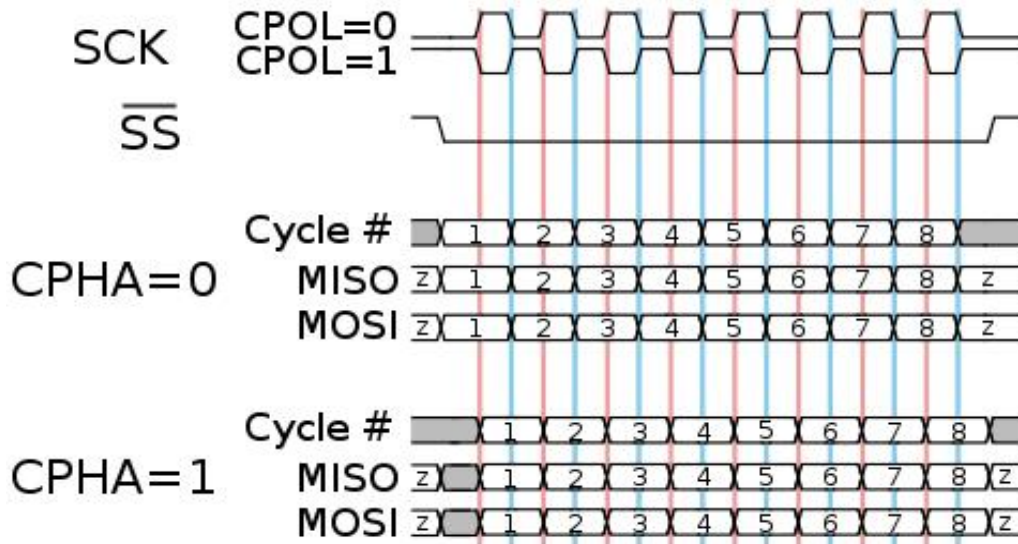 CPOL=0
SCK
CPOL=1
SS
Cycle # 1 2 3 4 5 6 7 8
CPHA=0
MISO z 1 2 3 4 5 6 7 8 z
MOSI z 1 2 3 4 5 6 7 8 z
Cycle # 1 2 3 4 5 6 7 8
CPHA=1
MISO z 1 2 3 4 5 6 7 8 z
MOSI z 1 2 3 4 5 6 7 8 z